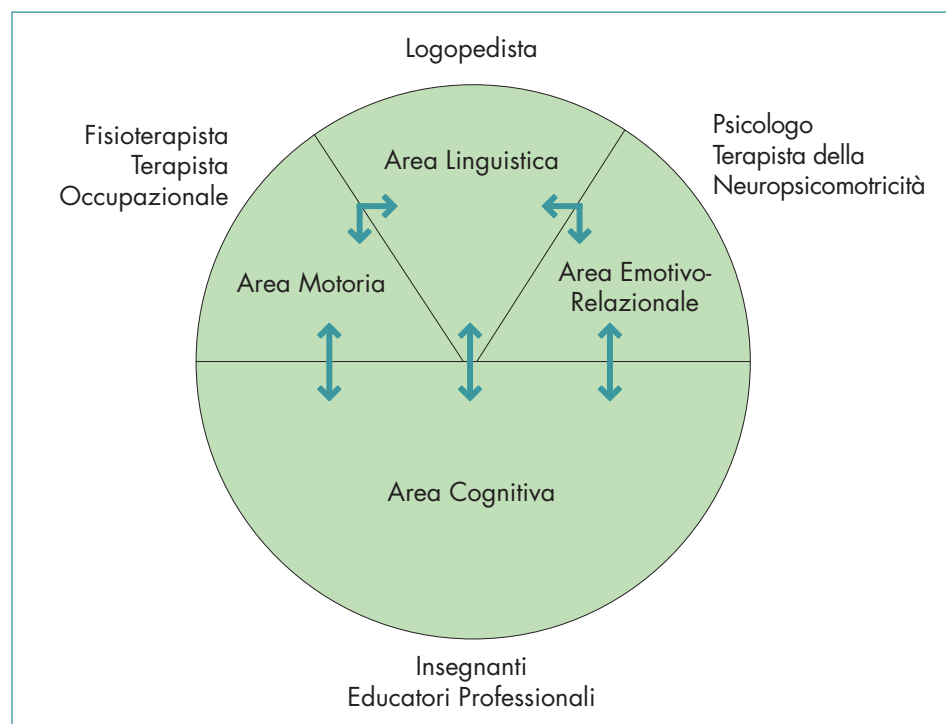 Logopedista
Fisioterapista
Terapista
Occupazionale
Psicologo
Terapista della
Neuropsicomotricità
Area Linguistica
Area Motoria
Area Emotivo-
Relazionale
Area Cognitiva
Insegnanti
Educatori Professionali